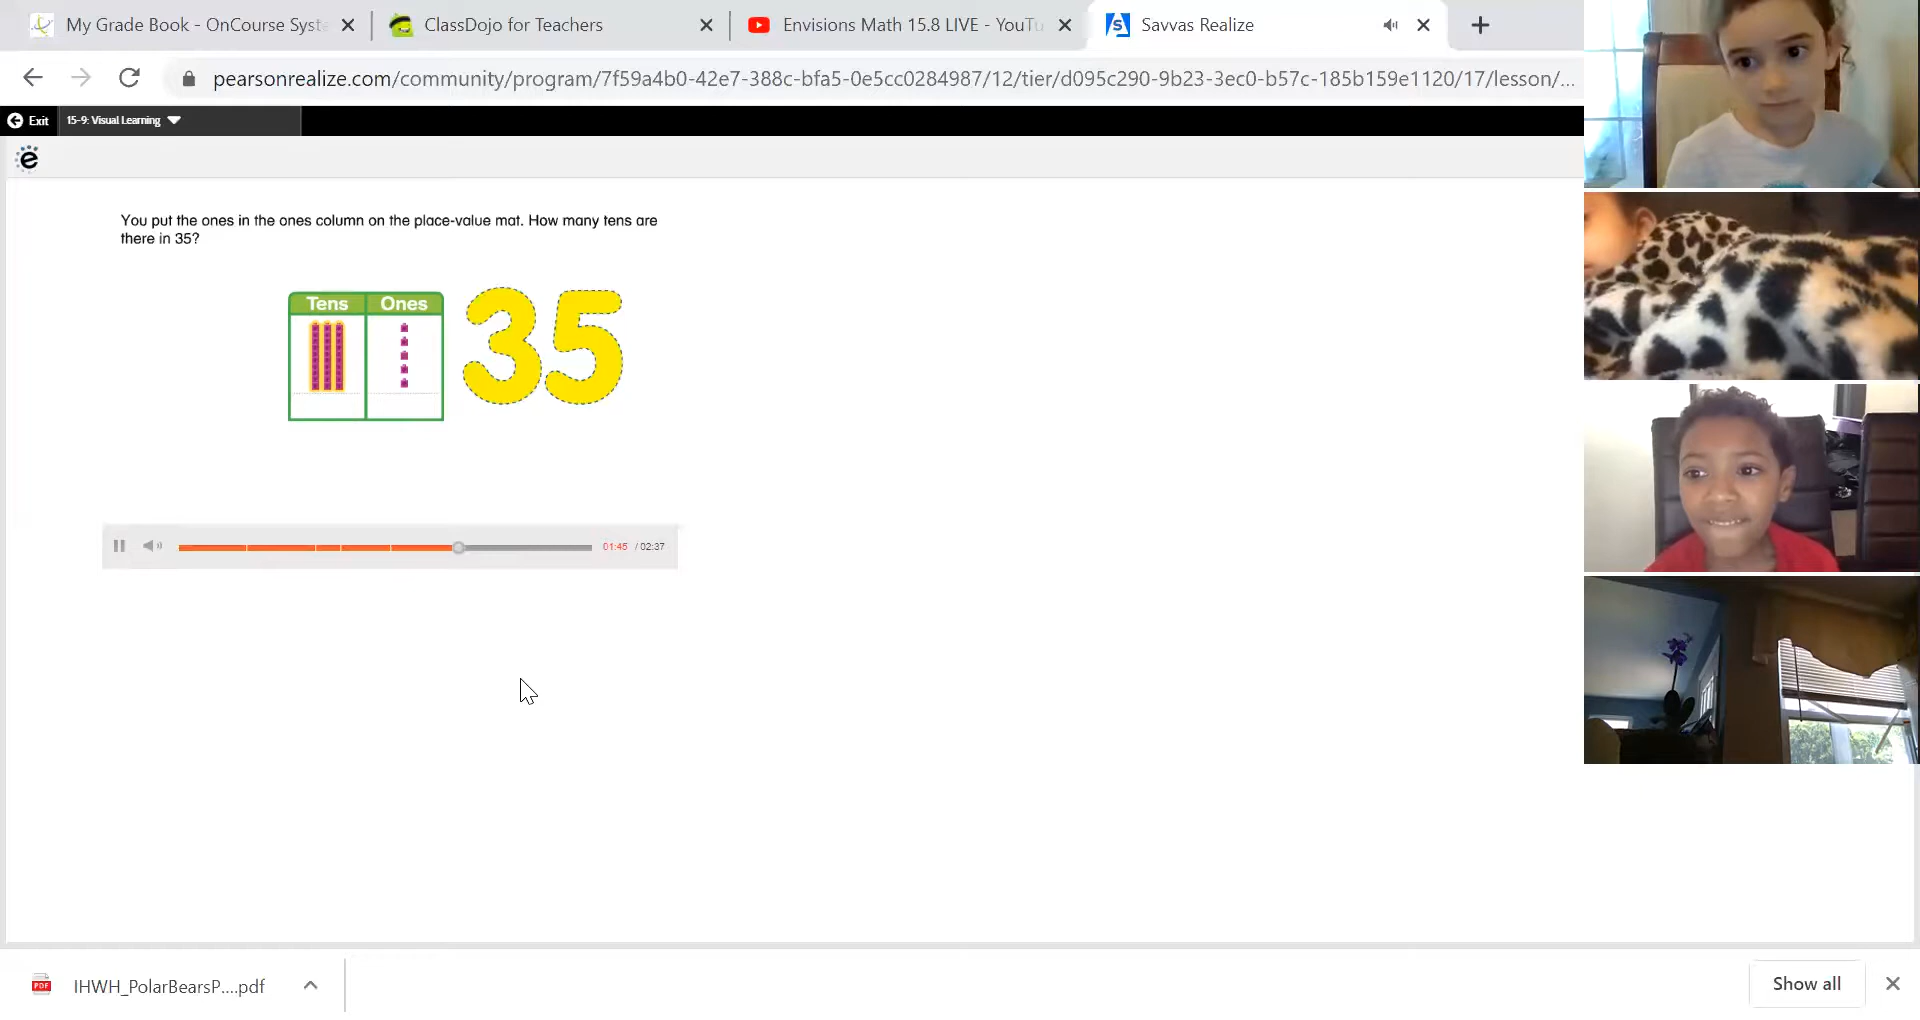 My Grade Book - OnCourse Syste
ClassDojo for Teachers
Envisions Math 15.8 LIVE - YouTu
Savvas Realize
pearsonrealize.com/community/program/7f59a4b0-42e7-388c-bfa5-0e5cc0284987/12/tier/d095c290-9b23-3ec0-b57c-185b159e1120/17/lesson/...
Exit
15-9: Visual Learning
e
You put the ones in the ones column on the place-value mat. How many tens are
there in 35?
Tens Ones
35
01:45 / 02:37
PDF
IHWH_PolarBearsP....pdf
Show all